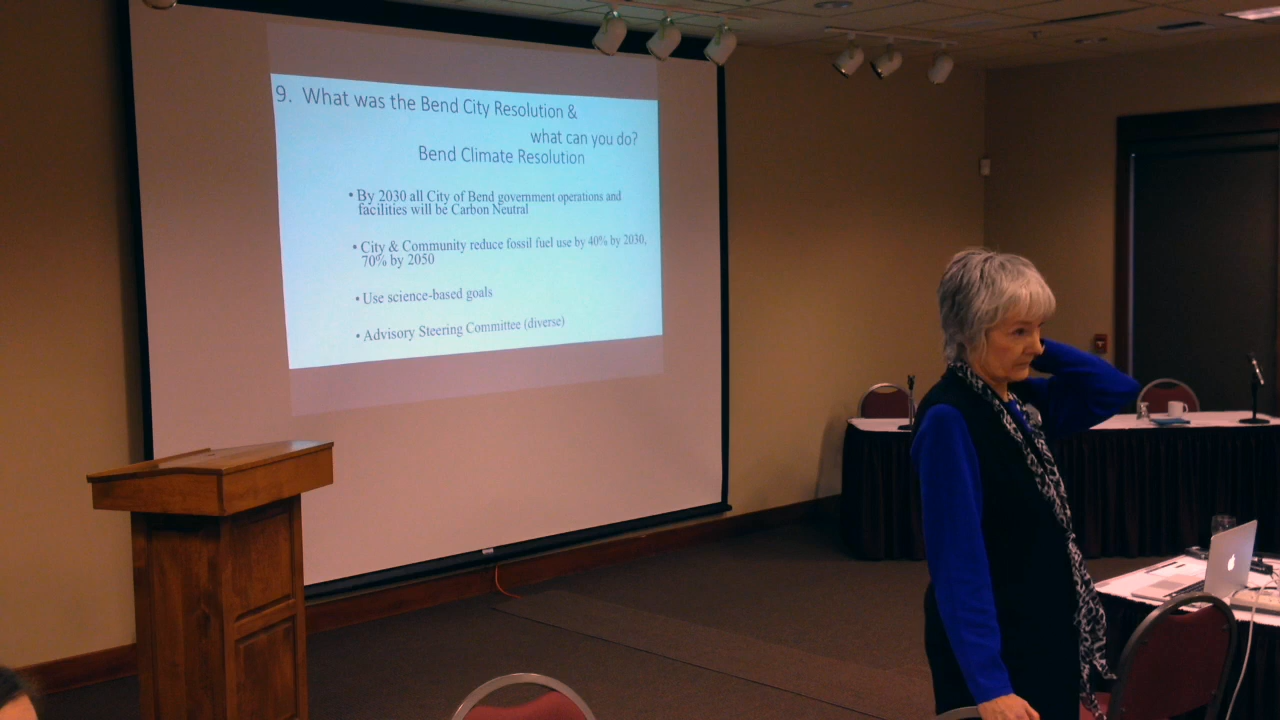 9. What was the Bend City Resolution &
what can you do?
Bend Climate Resolution
• By 2030 all City of Bend government operations and
facilities will be Carbon Neutral
• City & Community reduce fossil fuel use by 40% by 2030,
70% by 2050
• Use science-based goals
• Advisory Steering Committee (diverse)